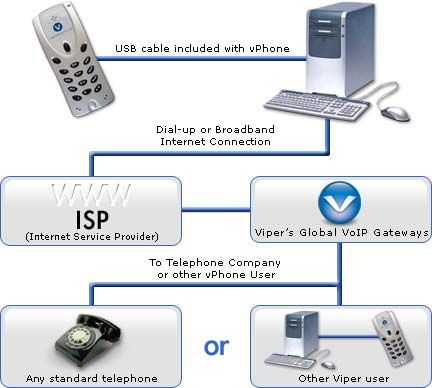 USB cable included with vPhone
Dial-up or Broadband
Internet Connection
WWW
ISP
(Internet Service Provider)
Viper's Global VoIP Gateways
To Telephone Company
or other vPhone User
Any standard telephone
or
Other Viper user